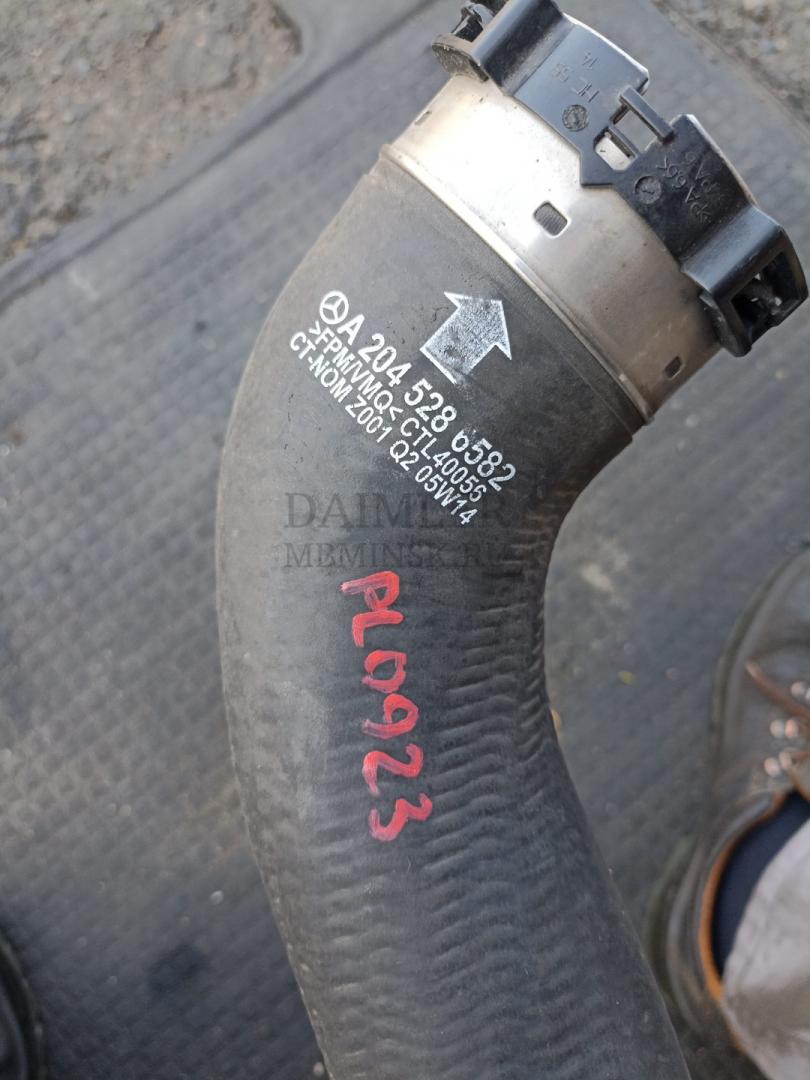 A 204 528 6582
>FPM/VMQ< CTL40056
CT-NOM Z001 Q2 05W14
DAIMLER
MBMINSK.RU
PL0923